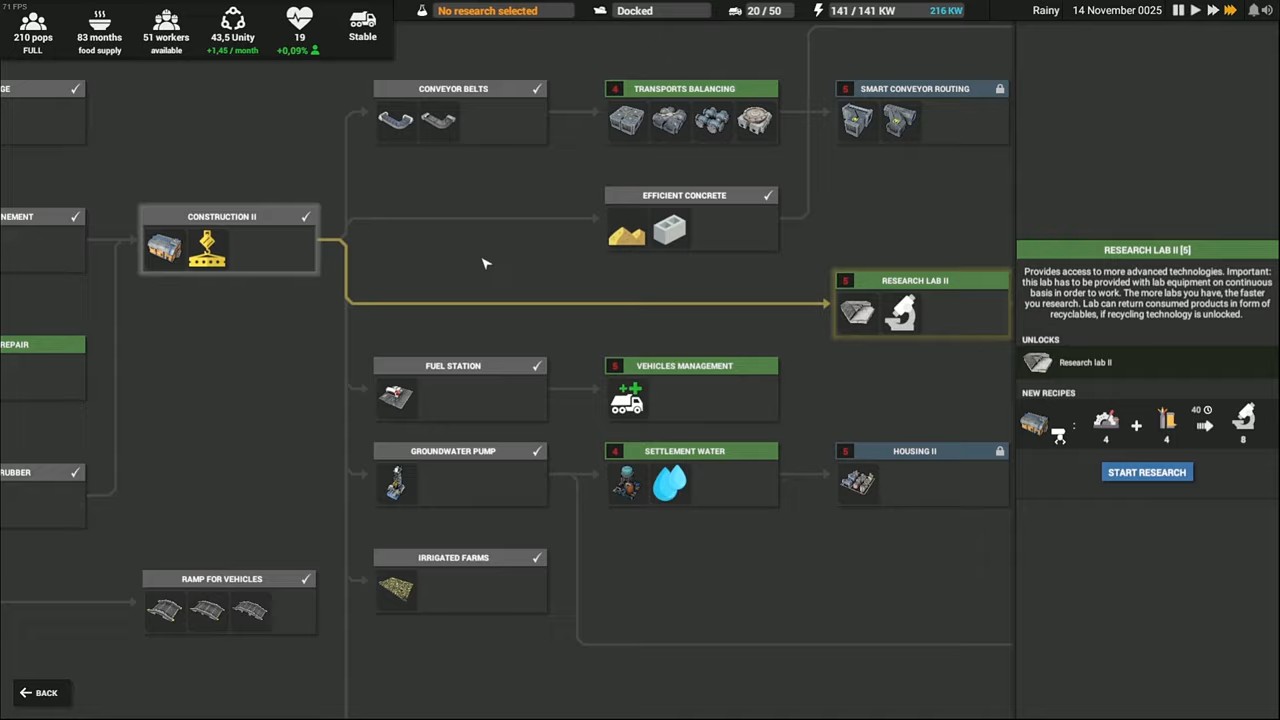 71 FPS
210 pops
FULL
83 months
food supply
51 workers
available
43,5 Unity
+1,45 / month
19
+0,09%
Stable
No research selected
Docked
20 / 50
141 / 141 KW
216 KW
Rainy
14 November 0025
GE
CONVEYOR BELTS
4
TRANSPORTS BALANCING
5
SMART CONVEYOR ROUTING
EFFICIENT CONCRETE
NEMENT
CONSTRUCTION II
5
RESEARCH LAB II
REPAIR
FUEL STATION
5
VEHICLES MANAGEMENT
RUBBER
GROUNDWATER PUMP
4
SETTLEMENT WATER
5
HOUSING II
IRRIGATED FARMS
RAMP FOR VEHICLES
RESEARCH LAB II [5]
Provides access to more advanced technologies. Important:
this lab has to be provided with lab equipment on continuous
basis in order to work. The more labs you have, the faster
you research. Lab can return consumed products in form of
recyclables, if recycling technology is unlocked.
UNLOCKS
Research lab II
NEW RECIPES
:
4
+
4
40
8
START RESEARCH
BACK